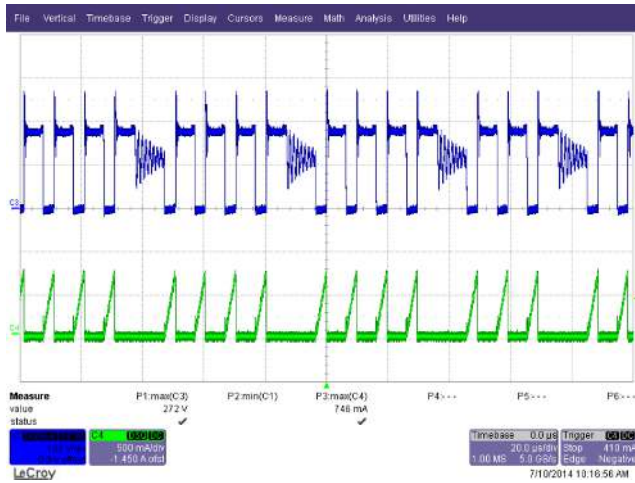 File Vertical Timebase Trigger Display Cursors Measure Math Analysis Utilities Help
C3
C4
Measure P1:max(C3) P2:min(C1) P3:max(C4) P4:--- P5:--- P6:---
value 272 V 746 mA
status
C4 DC
500 mA/div
-1.450 A ofst
Timebase 0.0 µs Trigger C4 DC
20.0 µs/div Stop 410 mA
1.00 MS 5.0 GS/s Edge Negative
LeCroy
7/10/2014 10:16:56 AM